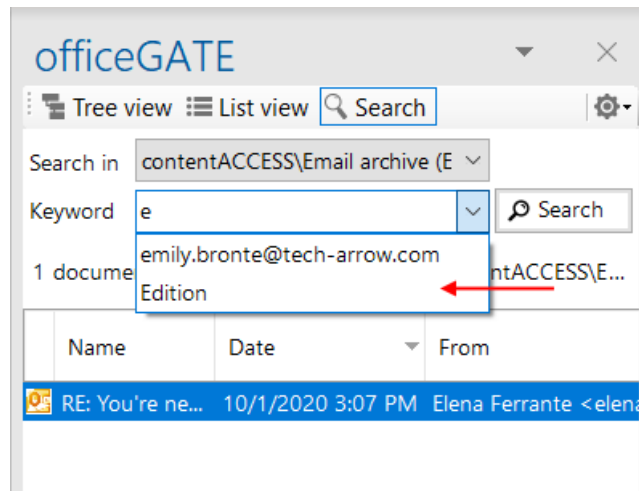 officeGATE
Tree view List view Search
Search in contentACCESS\Email archive (E
Keyword e Search
emily.bronte@tech-arrow.com
1 docume ntACCESS\E...
Edition
Name Date From
RE: You're ne... 10/1/2020 3:07 PM Elena Ferrante <elena